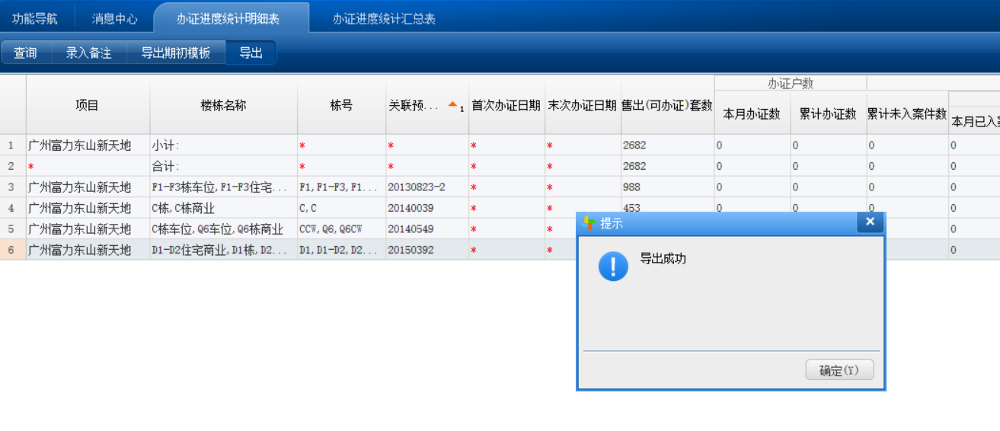 功能导航 消息中心 办证进度统计明细表 办证进度统计汇总表
查询 录入备注 导出期初模板 导出
办证户数
项目 楼栋名称 栋号 关联预... 1 首次办证日期 末次办证日期 售出(可办证)套数 本月办证数 累计办证数 累计未入案件数 本月已入
1 广州富力东山新天地 小计: * * * * 2682 0 0 0 0
2 * 合计: * * * * 2682 0 0 0 0
3 广州富力东山新天地 F1-F3栋车位,F1-F3住宅... F1,F1-F3,F1... 20130823-2 * * 988 0 0 0 0
4 广州富力东山新天地 C栋,C栋商业 C,C 20140039 * * 453 0 0 0 0
5 广州富力东山新天地 C栋车位,Q6车位,Q6栋商业 CCW,Q6,Q6CW 20140549 * * 0
6 广州富力东山新天地 D1-D2住宅商业,D1栋,D2... D1,D1-D2,D2... 20150392 * * 0
提示
导出成功
确定(Y)